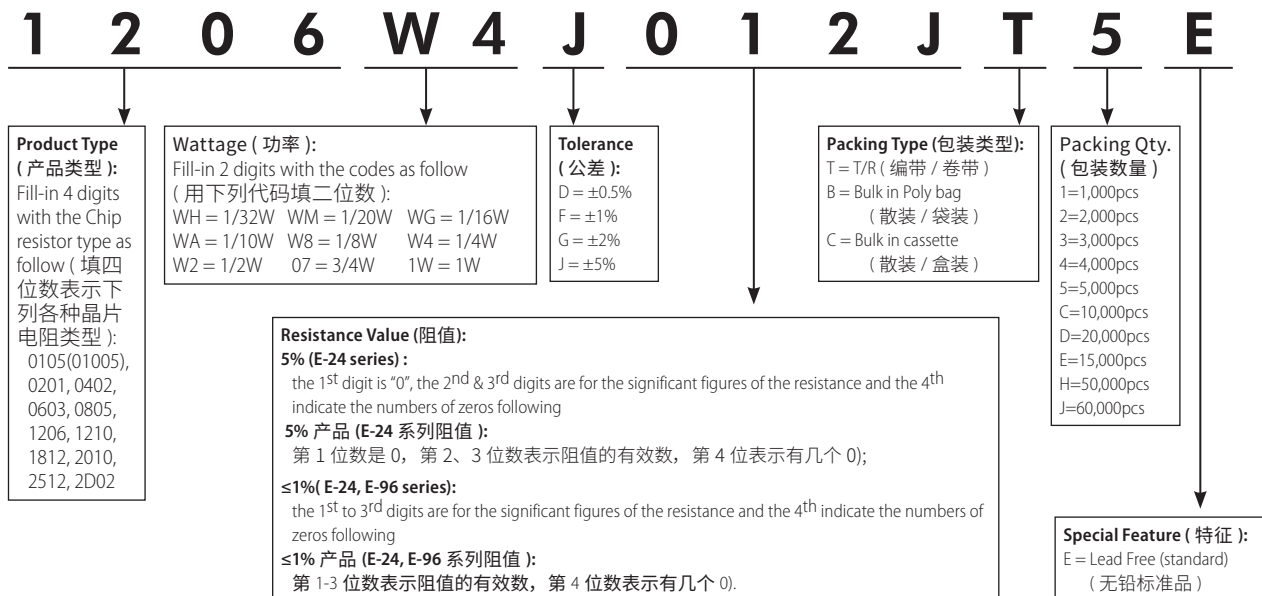 1 2 0 6 W 4 J 0 1 2 J T 5 E
Product Type
( 产品类型 ):
Fill-in 4 digits
with the Chip
resistor type as
follow ( 填四
位数表示下
列各种晶片
电阻类型 ):
0105(01005),
0201, 0402,
0603, 0805,
1206, 1210,
1812, 2010,
2512, 2D02
Wattage ( 功率 ):
Fill-in 2 digits with the codes as follow
( 用下列代码填二位数 ):
WH = 1/32W WM = 1/20W WG = 1/16W
WA = 1/10W W8 = 1/8W W4 = 1/4W
W2 = 1/2W 07 = 3/4W 1W = 1W
Tolerance
( 公差 ):
D = ±0.5%
F = ±1%
G = ±2%
J = ±5%
Packing Type (包装类型):
T = T/R ( 编带 / 卷带 )
B = Bulk in Poly bag
( 散装 / 袋装 )
C = Bulk in cassette
( 散装 / 盒装 )
Packing Qty.
( 包装数量 )
1=1,000pcs
2=2,000pcs
3=3,000pcs
4=4,000pcs
5=5,000pcs
C=10,000pcs
D=20,000pcs
E=15,000pcs
H=50,000pcs
J=60,000pcs
Resistance Value (阻值):
5% (E-24 series) :
the 1st digit is “0”, the 2nd & 3rd digits are for the significant figures of the resistance and the 4th
indicate the numbers of zeros following
5% 产品 (E-24 系列阻值 ):
第 1 位数是 0，第 2、3 位数表示阻值的有效数，第 4 位表示有几个 0);
≤1%( E-24, E-96 series):
the 1st to 3rd digits are for the significant figures of the resistance and the 4th indicate the numbers of
zeros following
≤1% 产品 (E-24, E-96 系列阻值 ):
第 1-3 位数表示阻值的有效数，第 4 位数表示有几个 0).
Special Feature ( 特征 ):
E = Lead Free (standard)
( 无铅标准品 )